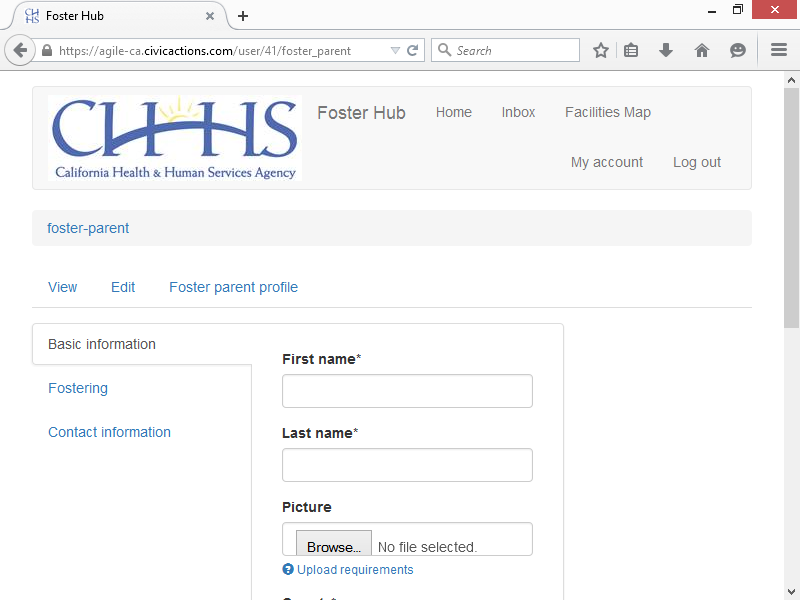 Foster Hub
https://agile-ca.civicactions.com/user/41/foster_parent
Search
CHHS
California Health & Human Services Agency
Foster Hub
Home
Inbox
Facilities Map
My account
Log out
foster-parent
View
Edit
Foster parent profile
Basic information
Fostering
Contact information
First name*
Last name*
Picture
Browse... No file selected.
Upload requirements